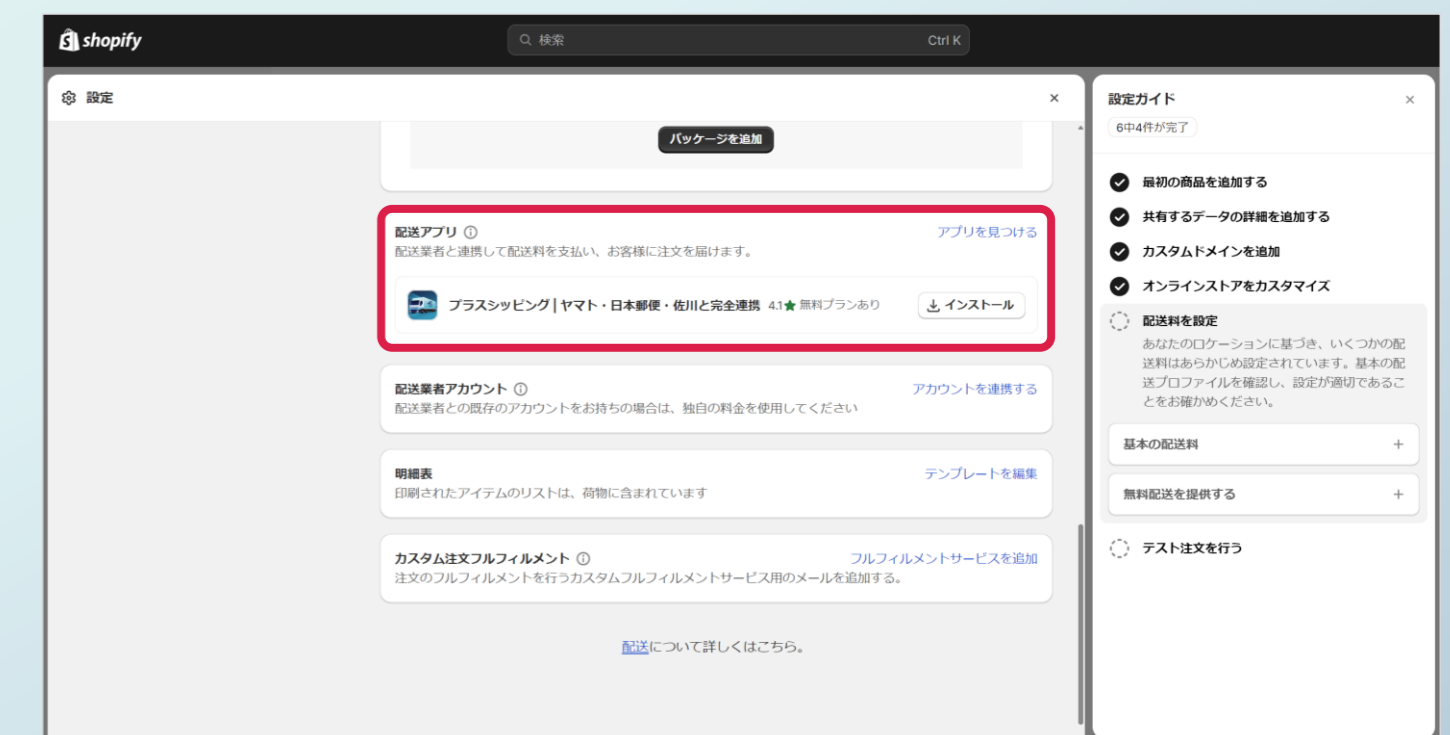 shopify
検索
Ctrl K
設定
パッケージを追加
配送アプリ
アプリを見つける
配送業者と連携して配送料を支払い、お客様に注文を届けます。
プラスシッピング | ヤマト・日本郵便・佐川と完全連携 4.1★ 無料プランあり
インストール
配送業者アカウント
アカウントを連携する
配送業者との既存のアカウントをお持ちの場合は、独自の料金を使用してください
明細表
テンプレートを編集
印刷されたアイテムのリストは、荷物に含まれています
カスタム注文フルフィルメント
フルフィルメントサービスを追加
注文のフルフィルメントを行うカスタムフルフィルメントサービス用のメールを追加する。
配送について詳しくはこちら。
設定ガイド
6中4件が完了
最初の商品を追加する
共有するデータの詳細を追加する
カスタムドメインを追加
オンラインストアをカスタマイズ
配送料を設定
あなたのロケーションに基づき、いくつかの配
送料はあらかじめ設定されています。基本の配
送プロファイルを確認し、設定が適切であるこ
とをお確かめください。
基本の配送料
無料配送を提供する
テスト注文を行う